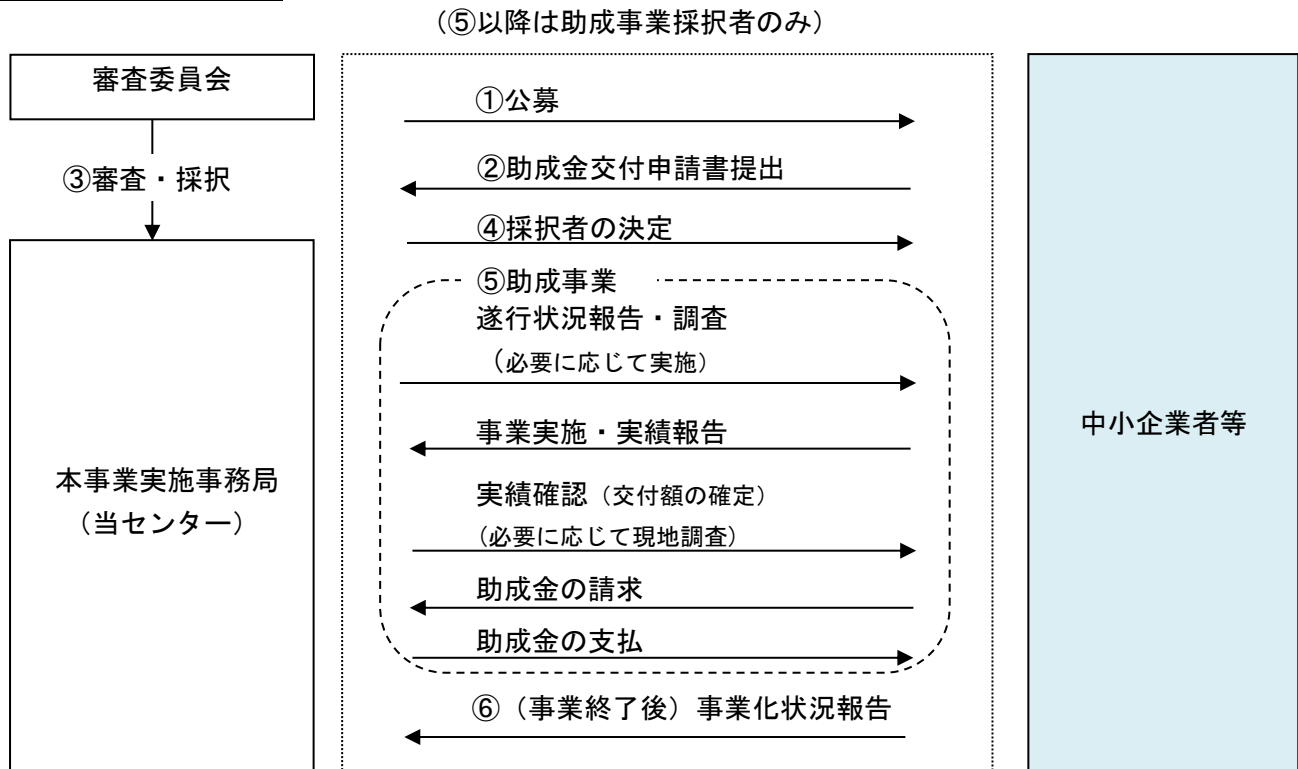 （⑤以降は助成事業採択者のみ）
審査委員会
①公募
③審査・採択
②助成金交付申請書提出
④採択者の決定
⑤助成事業
遂行状況報告・調査
（必要に応じて実施）
事業実施・実績報告
中小企業者等
本事業実施事務局
（当センター）
実績確認（交付額の確定）
（必要に応じて現地調査）
助成金の請求
助成金の支払
⑥（事業終了後）事業化状況報告